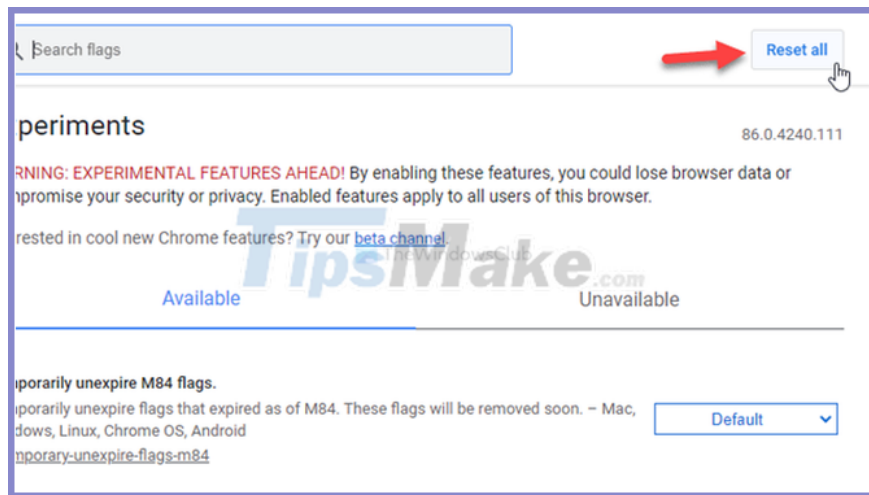 Search flags
Reset all
periments
86.0.4240.111
RNING: EXPERIMENTAL FEATURES AHEAD! By enabling these features, you could lose browser data or
mpromise your security or privacy. Enabled features apply to all users of this browser.
rested in cool new Chrome features? Try our beta channel.
TheWindowsClub
TipsMake.com
Available
Unavailable
nporarily unexpire M84 flags.
nporarily unexpire flags that expired as of M84. These flags will be removed soon. – Mac,
dows, Linux, Chrome OS, Android
mporary-unexpire-flags-m84
Default